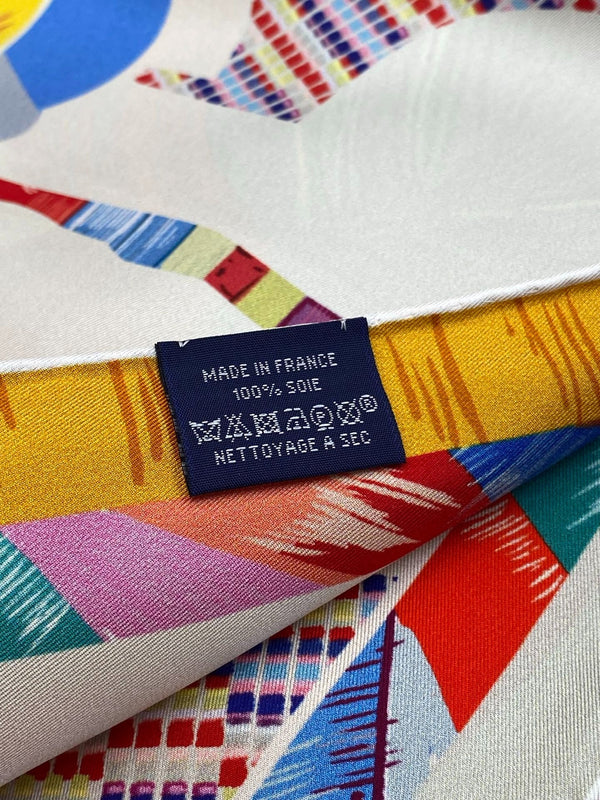 MADE IN FRANCE
100% SOIE
®
NETTOYAGE A SEC